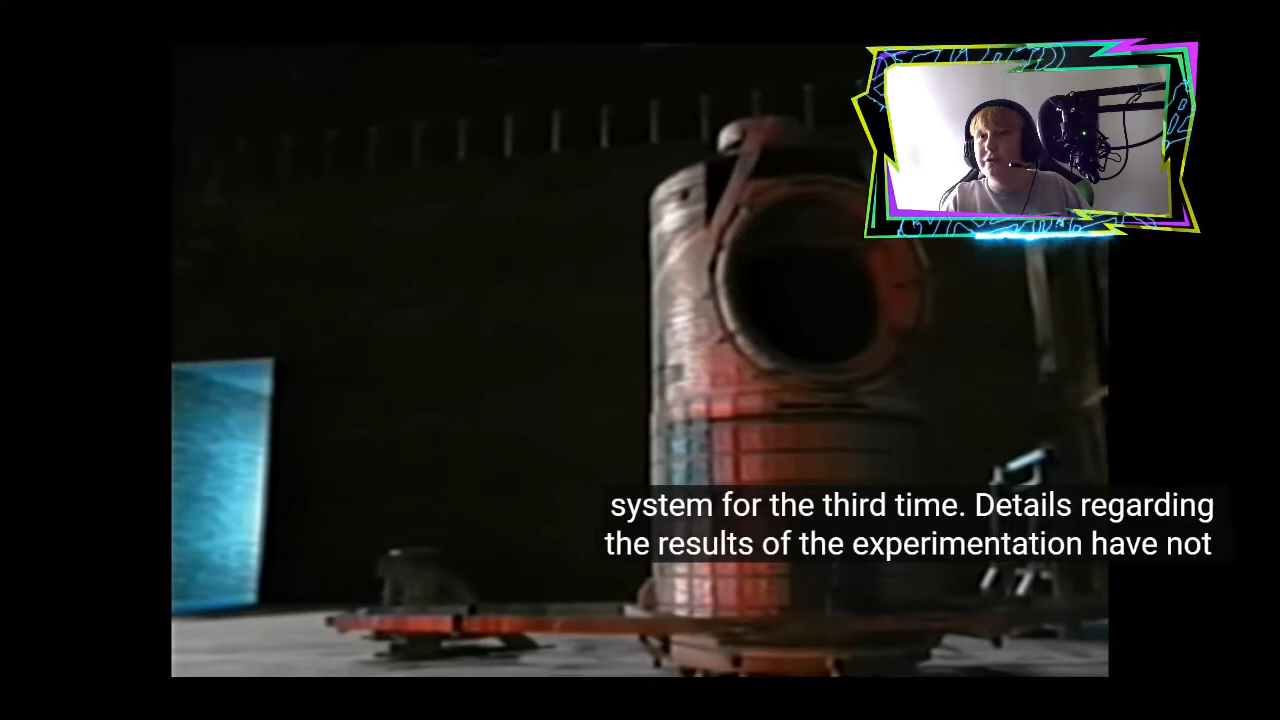 system for the third time. Details regarding
the results of the experimentation have not